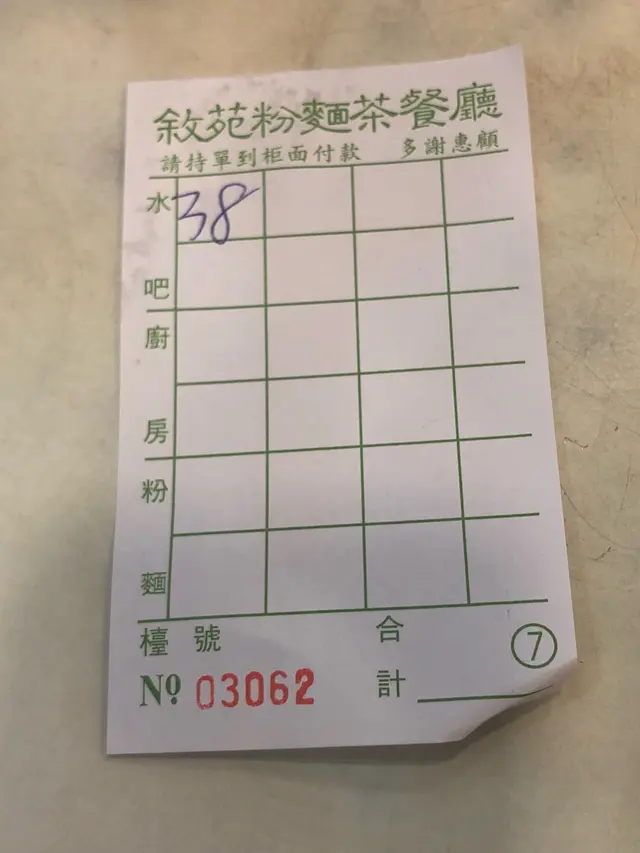 敘苑粉麵茶餐廳
請持單到柜面付款 多謝惠顧
水吧 38
廚房
粉麵
檯號 合計
Nº 03062 ⑦